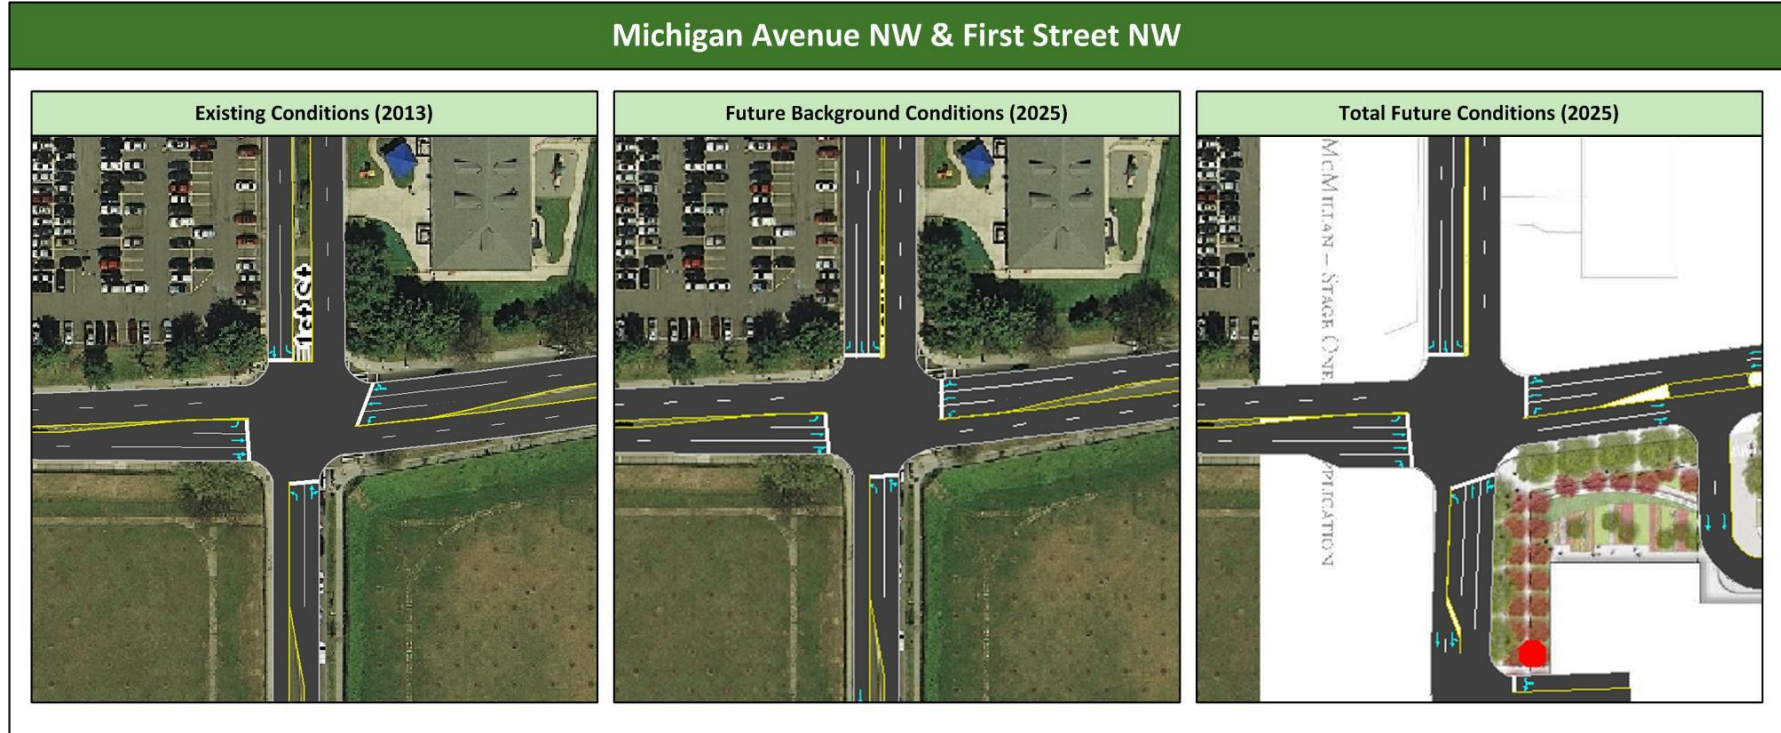 Michigan Avenue NW & First Street NW
Existing Conditions (2013)
Future Background Conditions (2025)
Total Future Conditions (2025)
1st St
MCMILLAN – STAGE ONE
PPLICATION